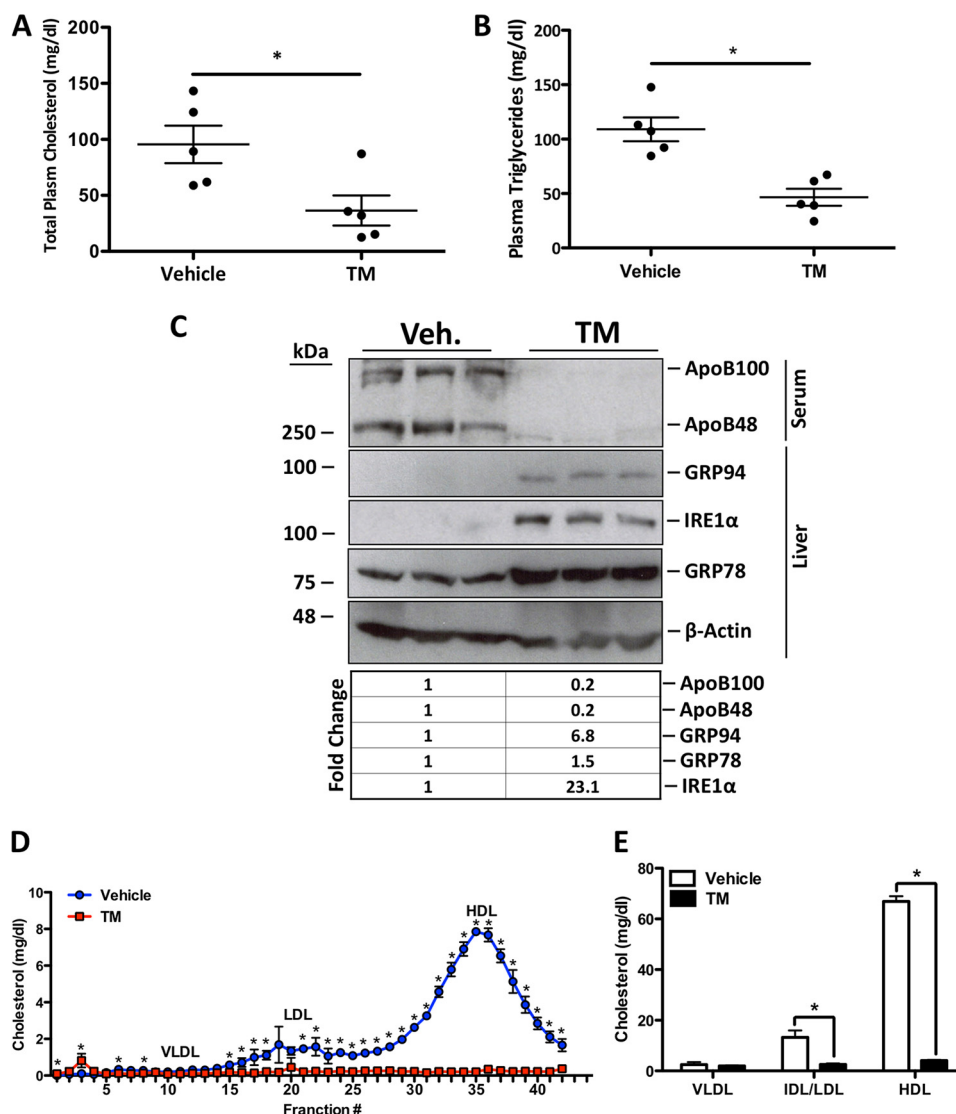 A
Total Plasm Cholesterol (mg/dl)
200
150
100
50
0
*
Vehicle TM
B
Plasma Triglycerides (mg/dl)
200
150
100
50
0
*
Vehicle TM
C
kDa Veh. TM
ApoB100
250 ApoB48
Serum
100 GRP94
100 IRE1α
75 GRP78
48 β-Actin
Liver
Fold Change
1 0.2 ApoB100
1 0.2 ApoB48
1 6.8 GRP94
1 1.5 GRP78
1 23.1 IRE1α
D
Cholesterol (mg/dl)
10
8
6
4
2
0
Vehicle
TM
VLDL
LDL
HDL
* * * * * * * * * * * * * * * * * * * * * * * * * * * * * *
5 10 15 20 25 30 35 40
Franction #
E
Cholesterol (mg/dl)
80
60
40
20
0
Vehicle
TM
*
*
VLDL IDL/LDL HDL